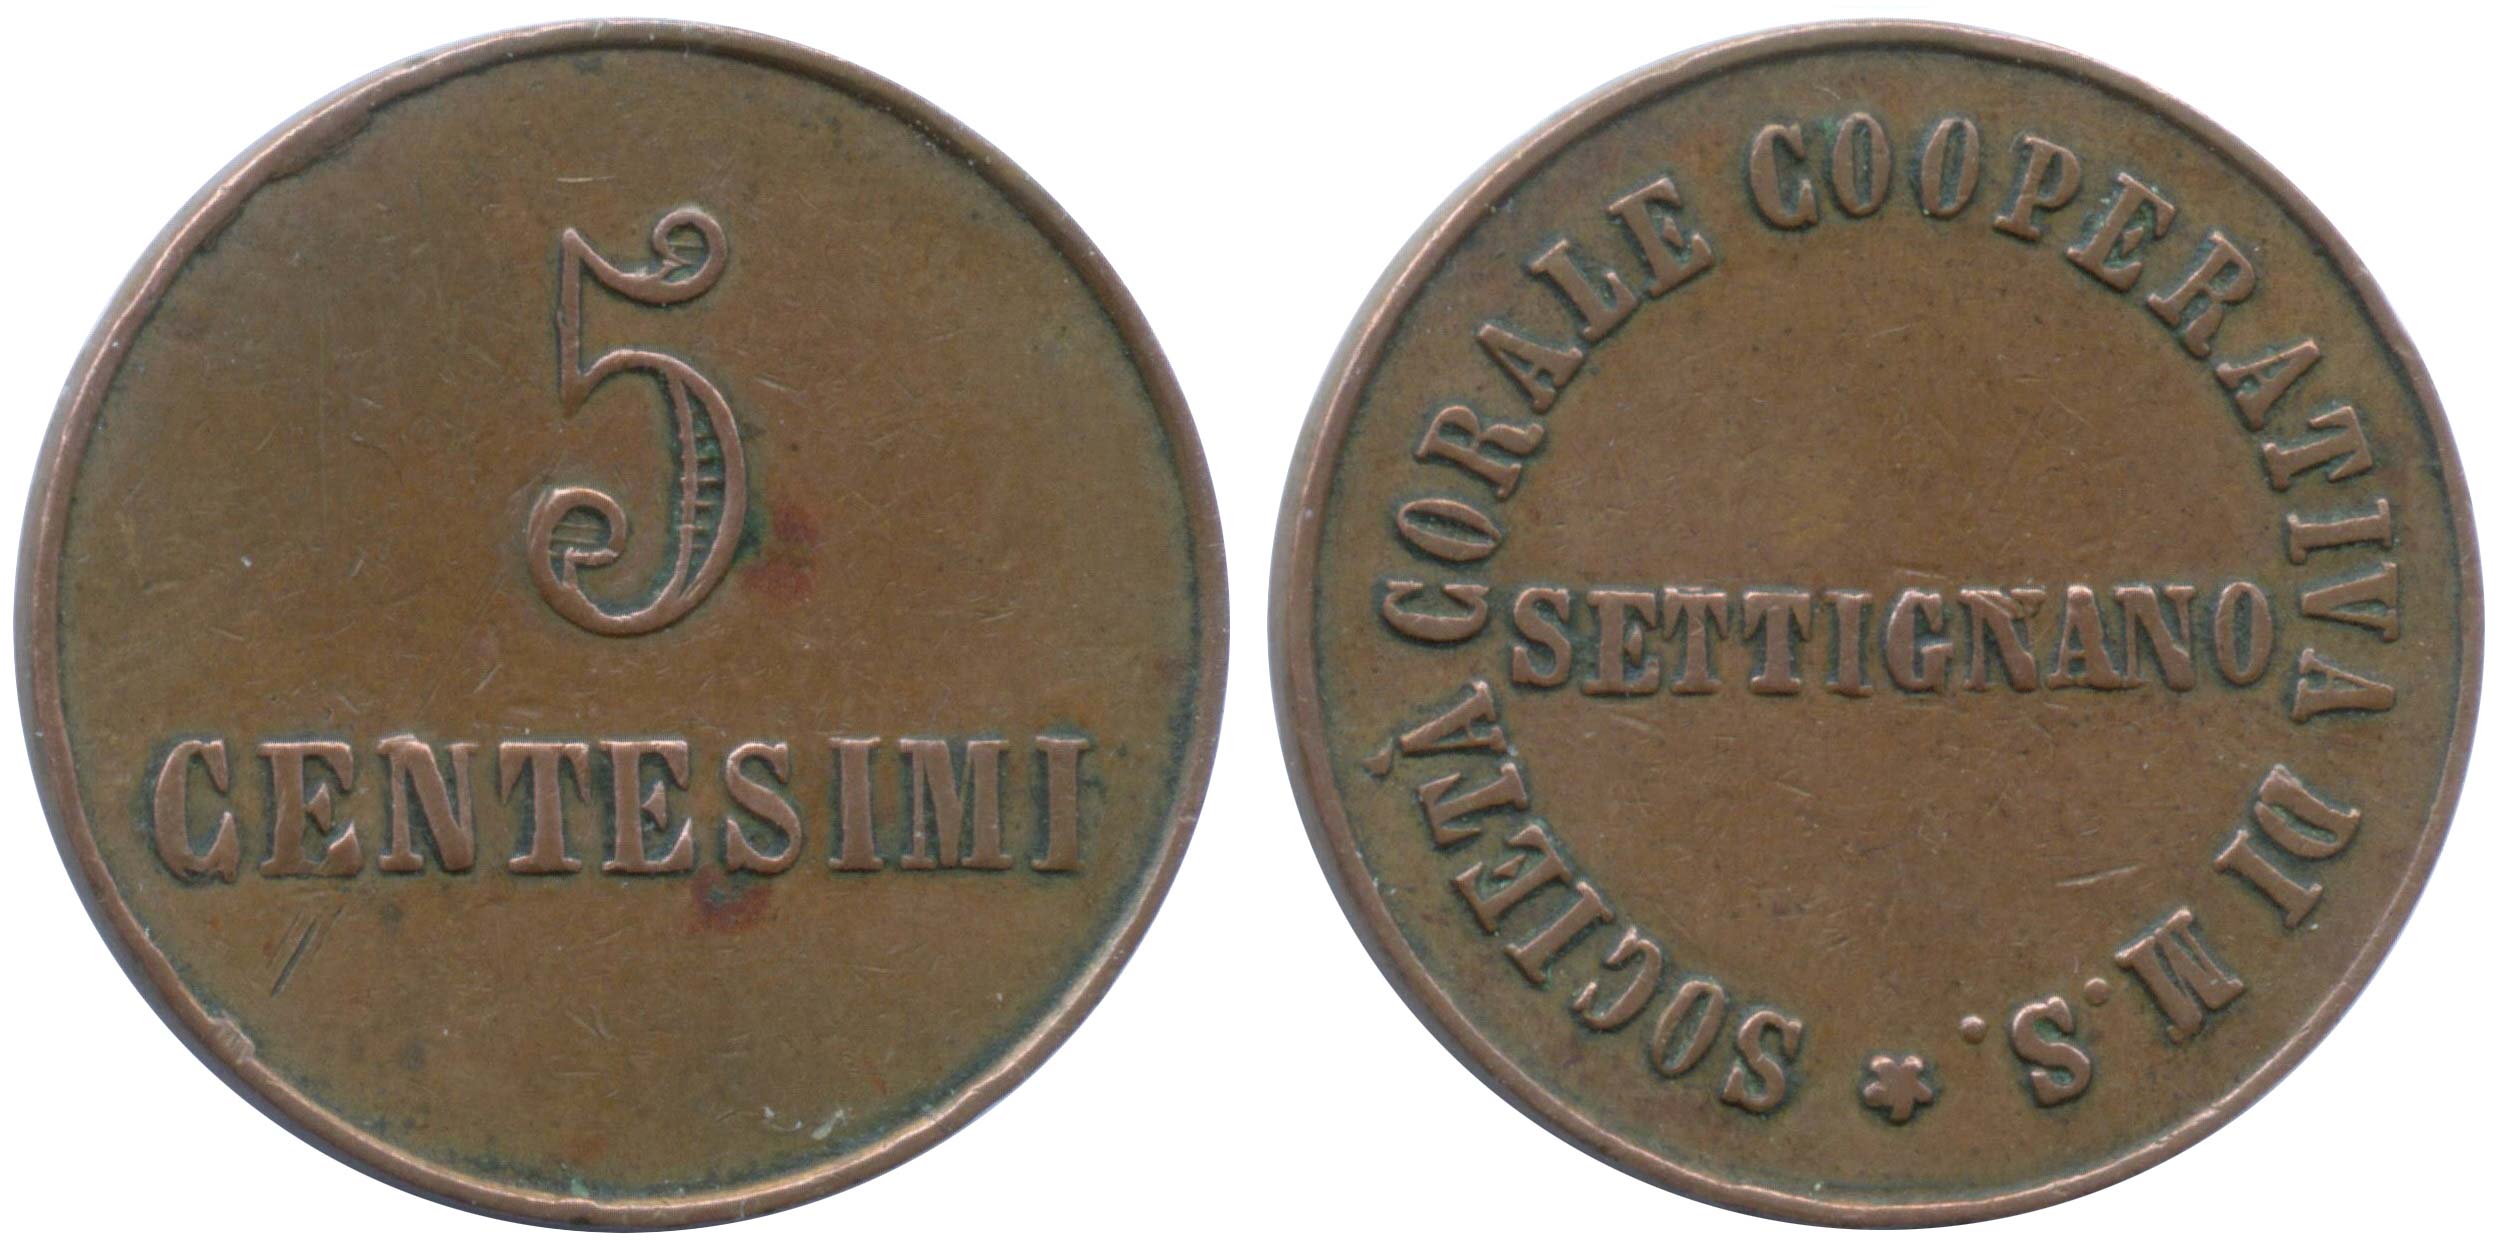 5
CENTESIMI
SOCIETÀ CORALE COOPERATIVA DI M.S.
SETTIGNANO